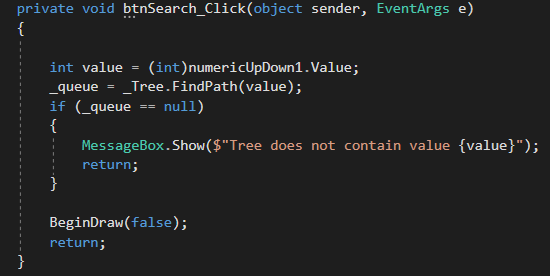 private void btnSearch_Click(object sender, EventArgs e)
{
int value = (int)numericUpDown1.Value;
_queue = _Tree.FindPath(value);
if (_queue == null)
{
MessageBox.Show($"Tree does not contain value {value}");
return;
}
BeginDraw(false);
return;
}